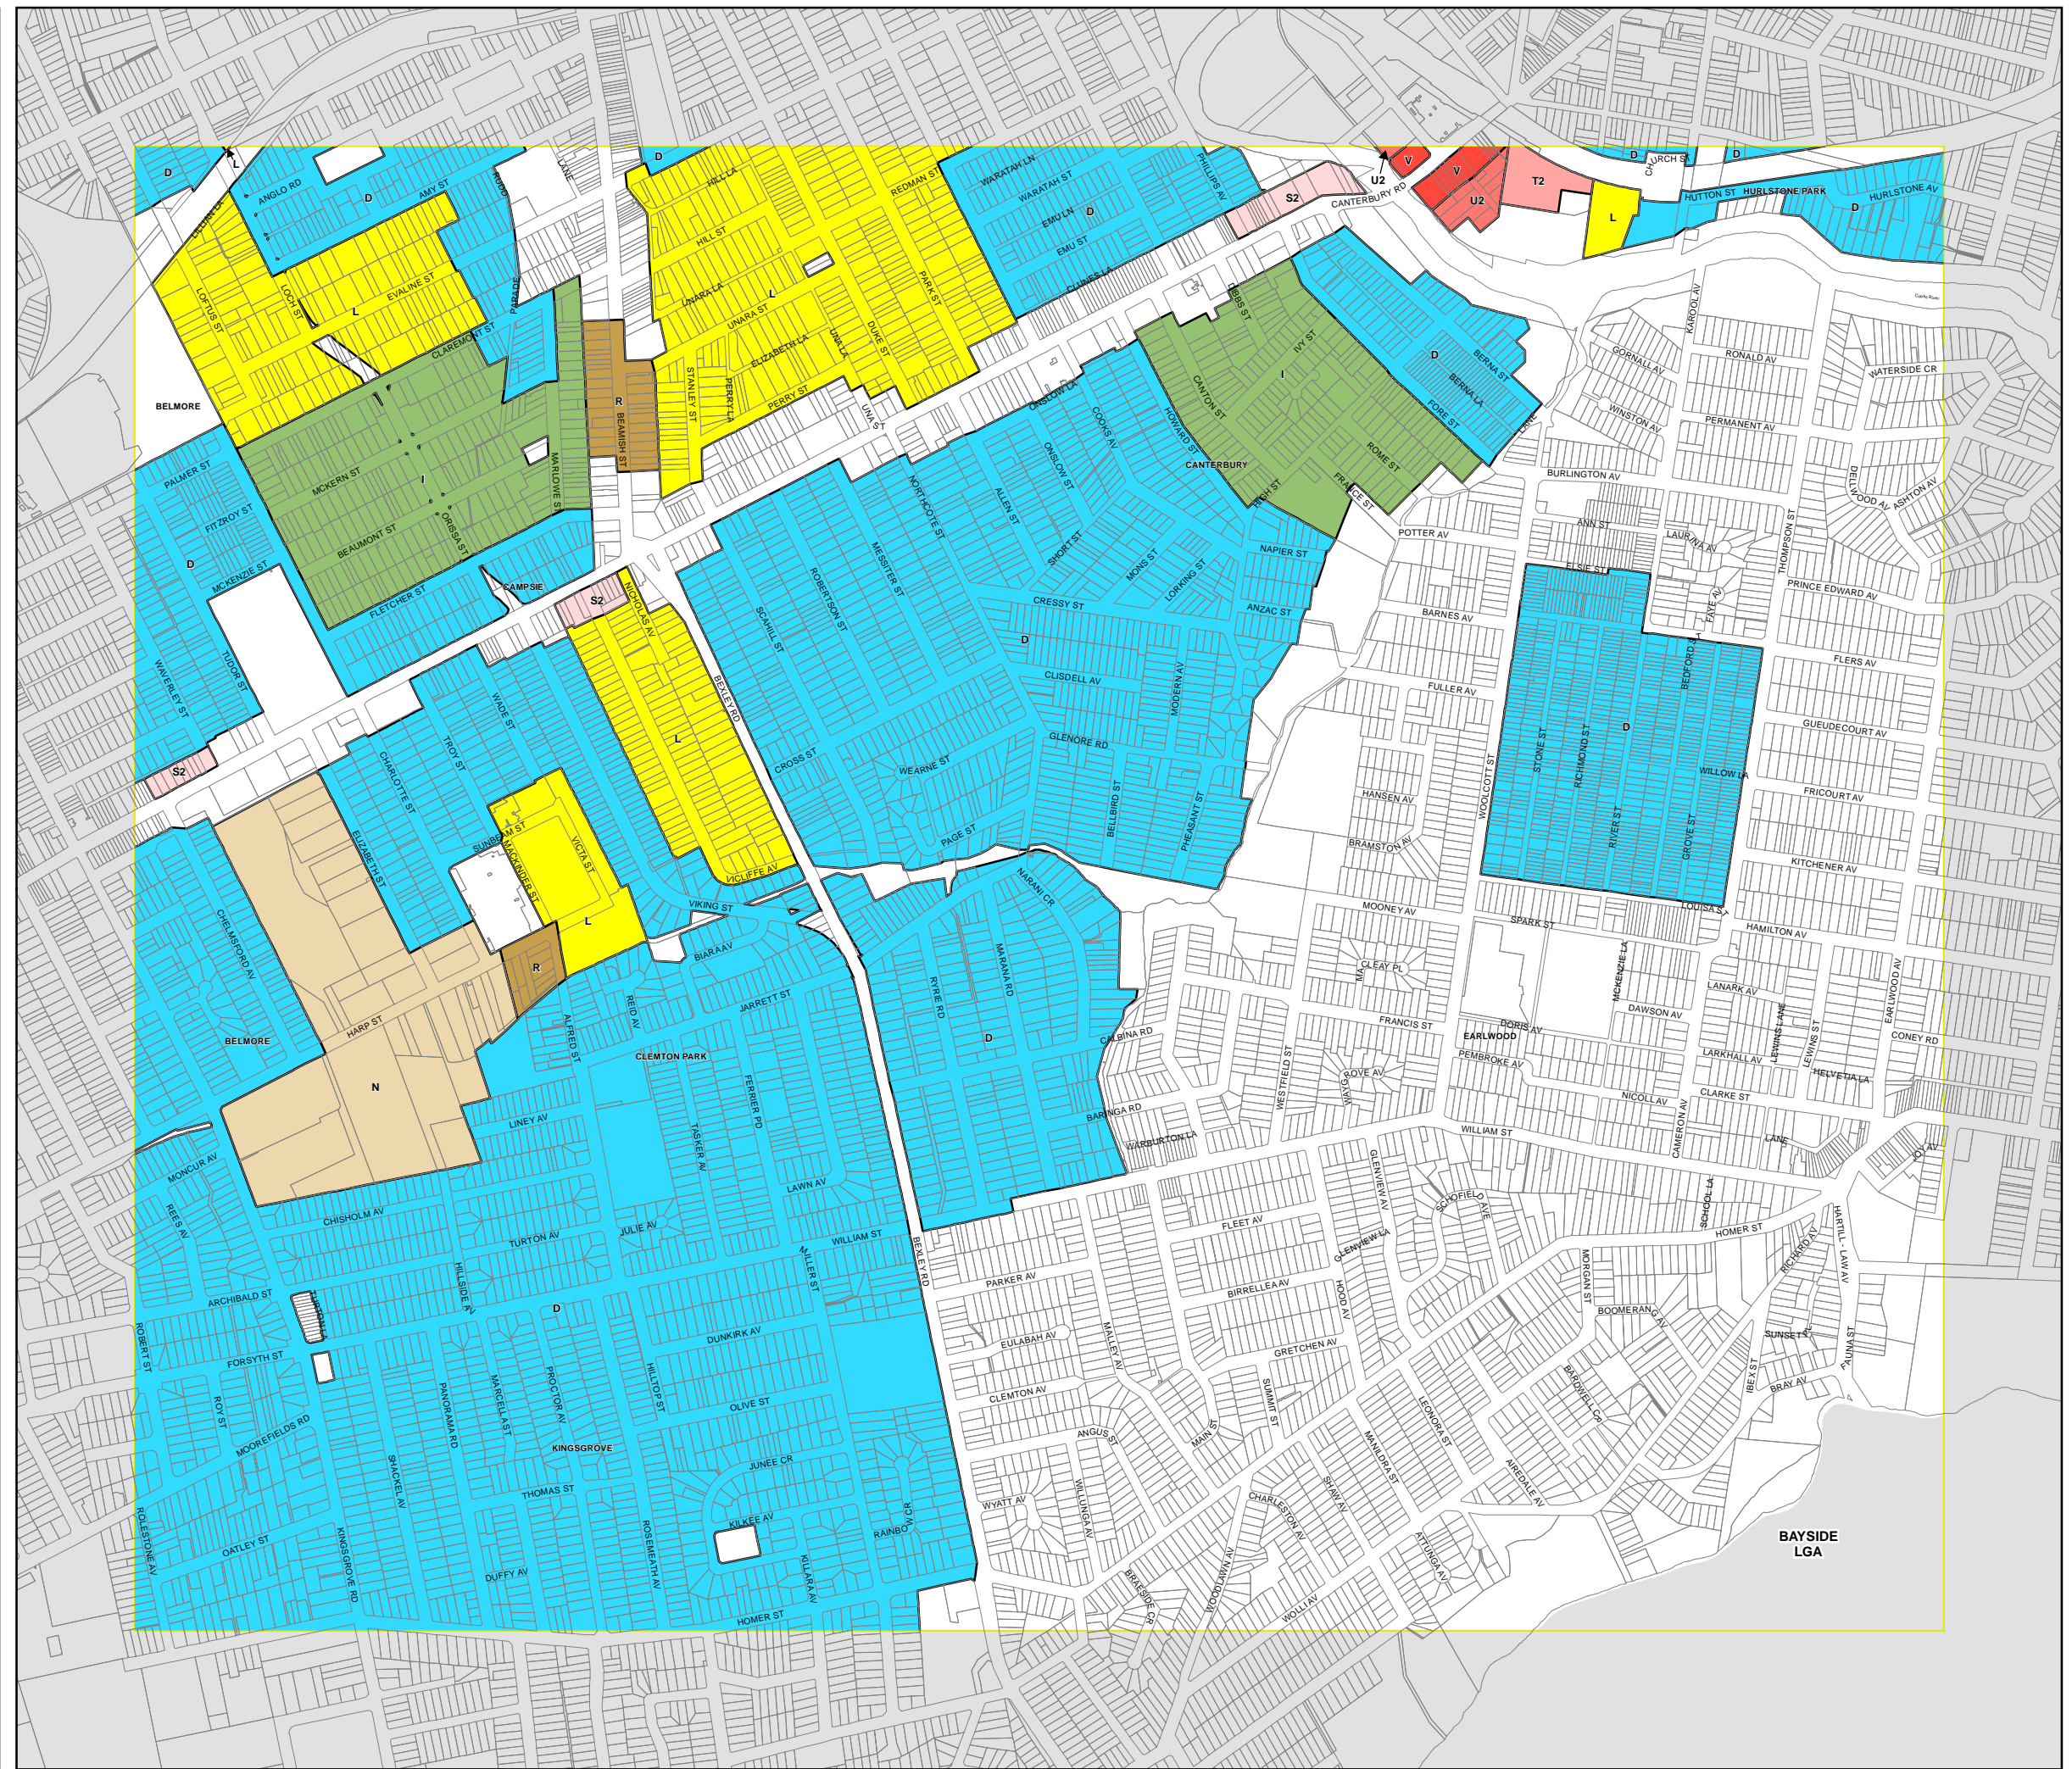 D
L
ANGLO RD
D
AMY ST
RUDD
LANE
D
HILL LA
REDMAN ST
WARATAH LN
WARATAH ST
PHILLIPS AV
EMU LN
D
EMU ST
CLUNES LA
S2
U2
CANTERBURY RD
V
V
U2
T2
L
D
CHURCH ST
D
HUTTON ST
HURLSTONE PARK
HURLSTONE AV
D
LILLIAN LA
LOFTUS ST
LOCH ST
EVALINE ST
L
CLAREMONT ST
PARADE
HILL ST
UNARA LA
UNARA ST
L
PARK ST
ELIZABETH LA
UNA LA
DUKE ST
STANLEY ST
PERRY LA
PERRY ST
UNA ST
R
BEAMISH ST
BELMORE
PALMER ST
FITZROY ST
D
MCKENZIE ST
MCKERN ST
I
BEAUMONT ST
ORISSA ST
MARLOWE ST
FLETCHER ST
CAMPSIE
S2
NICHOLAS AV
ONSLOW LA
COOKS AV
HOWARD ST
CANTON ST
DIBBS ST
IVY ST
I
ROME ST
FORE ST
BERNA ST
BERNA LA
D
LANE
CANTERBURY
HIGH ST
FRANCE ST
NORTHCOTE ST
ALLEN ST
ONSLOW ST
SHORT ST
MONS ST
LORKING ST
NAPIER ST
ANZAC ST
CRESSY ST
D
MESSITER ST
ROBERTSON ST
SCAHILL ST
CLISDELL AV
MODERN AV
GLENORE RD
WEARNE ST
CROSS ST
PAGE ST
BELLBIRD ST
PHEASANT ST
BEXLEY RD
KAROOL AV
GORNALL AV
RONALD AV
WATERSIDE CR
WINSTON AV
PERMANENT AV
BURLINGTON AV
DELLWOOD AV
ASHTON AV
ANN ST
LAURINA AV
THOMPSON ST
POTTER AV
ELSIE ST
PRINCE EDWARD AV
FAYE AV
BARNES AV
BEDFORD ST
FLERS AV
FULLER AV
GUEUDECOURT AV
D
STONE ST
RICHMOND ST
WILLOW LA
WOOLCOTT ST
FRICOURT AV
HANSEN AV
RIVER ST
GROVE ST
BRAMSTON AV
KITCHENER AV
MOONEY AV
SPARK ST
LOUISA ST
HAMILTON AV
WAVERLEY ST
TUDOR ST
S2
WADE ST
TROY ST
CHARLOTTE ST
ELIZABETH ST
L
SUNBEAM ST
MACKINDER ST
VICTA ST
L
R
VICLIFFE AV
VIKING ST
BIARA AV
CHELMSFORD AV
BELMORE
HARP ST
N
ALFRED ST
REID AV
JARRETT ST
CLEMTON PARK
FERRIER PD
TASKER AV
LINEY AV
LAWN AV
NARANI CR
MARANA RD
RYRIE RD
D
CALBINA RD
BARINGA RD
WARBURTON LA
WESTFIELD ST
CLEAY PL
FRANCIS ST
DORIS AV
EARLWOOD
PEMBROKE AV
MCKENZIE LA
LANARK AV
DAWSON AV
LEWINS LANE
LEWINS ST
EARLWOOD AV
CONEY RD
LARKHALL AV
HELVETIA LA
NICOLL AV
CLARKE ST
CAMERON AV
WILLIAM ST
LANE
JOY AV
MONCUR AV
REES AV
CHISHOLM AV
TURTON AV
JULIE AV
WILLIAM ST
MILLER ST
BEXLEY RD
ARCHIBALD ST
HILLSIDE AV
D
TURTON LA
ROBERT ST
FORSYTH ST
DUNKIRK AV
ROY ST
MOOREFIELDS RD
PANORAMA RD
MARCELLA ST
PROCTOR AV
HILLTOP ST
OLIVE ST
KINGSGROVE
JUNEE CR
SHACKEL AV
THOMAS ST
KILKEE AV
RAINBOW CR
ROLESTONE AV
OATLEY ST
KINGSGROVE RD
DUFFY AV
ROSEMEATH AV
KILLARA AV
HOMER ST
GLENVIEW AV
SCHOFIELD AVE
FLEET AV
GLENVIEW LA
SCHOOL LA
HOMER ST
HARTILL - LAW AV
RICHARD AV
PARKER AV
BIRRELLEA AV
HOOD AV
MORGAN ST
BOOMERANG AV
EULABAH AV
MALLEY AV
GRETCHEN AV
SUNSET PL
FAUNA ST
CLEMTON AV
SUMMIT ST
LEONORA ST
BARDWELL CR
IBEX ST
BRAY AV
ANGUS ST
MAIN ST
MANILDRA ST
WYATT AV
WILLUNGA AV
CHARLESTON AV
SHAW AV
AIREDALE AV
ATTUNGA AV
BRAESIDE CR
WOODLAWN AV
WOLLI AV
BAYSIDE
LGA